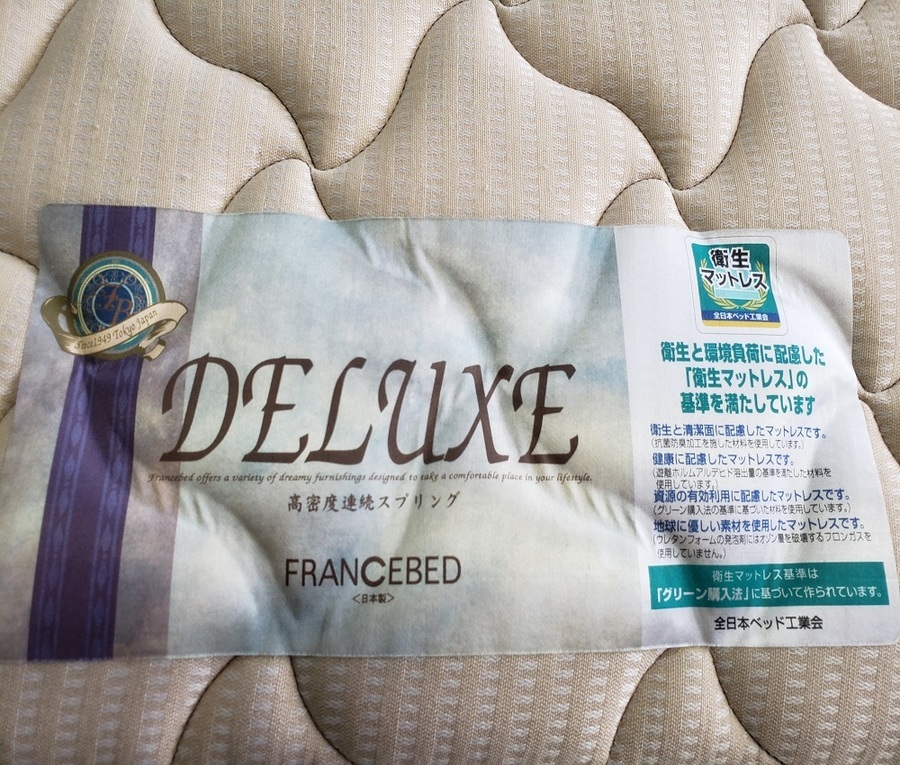 Since1949 Tokyo Japan
DELUXE
Francebed offers a variety of dreamy furnishings designed to take a comfortable place in your lifestyle.
高密度連続スプリング
FRANCEBED
<日本製>
衛生
マットレス
全日本ベッド工業会
衛生と環境負荷に配慮した
「衛生マットレス」の
基準を満たしています
衛生と清潔面に配慮したマットレスです。
(抗菌防臭加工を施した材料を使用しています。)
健康に配慮したマットレスです。
(遊離ホルムアルデヒド溶出量の基準を満たした材料を
使用しています。)
資源の有効利用に配慮したマットレスです。
(グリーン購入法の基準に基づいた材料を使用しています。)
地球に優しい素材を使用したマットレスです。
(ウレタンフォームの発泡剤にはオゾン量を破壊するフロンガスを
使用していません。)
衛生マットレス基準は
「グリーン購入法」に基づいて作られています。
全日本ベッド工業会